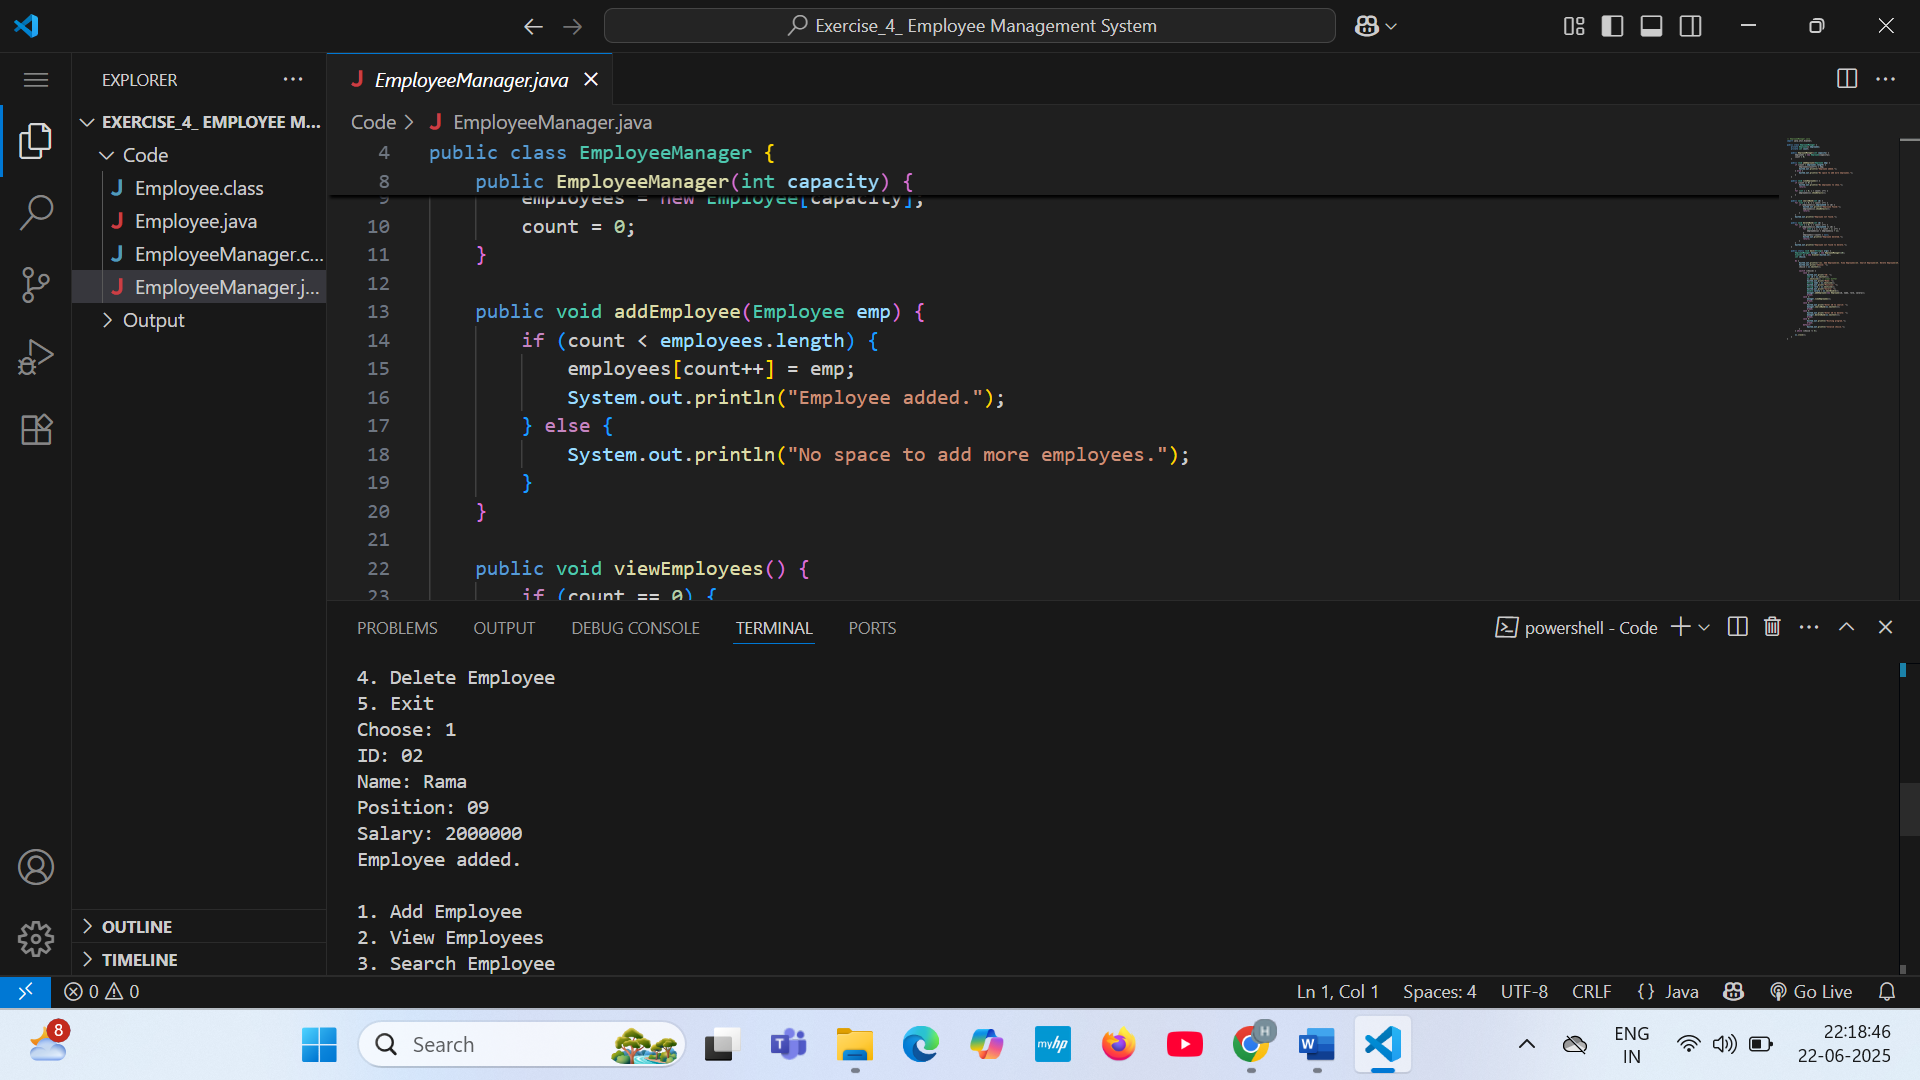 Exercise_4_ Employee Management System
EXPLORER
EXERCISE_4_ EMPLOYEE M...
Code
Employee.class
Employee.java
EmployeeManager.c...
EmployeeManager.j...
Output
OUTLINE
TIMELINE
EmployeeManager.java
Code > EmployeeManager.java
4 public class EmployeeManager {
8 public EmployeeManager(int capacity) {
9 employees = new Employee[capacity];
10 count = 0;
11 }
12
13 public void addEmployee(Employee emp) {
14 if (count < employees.length) {
15 employees[count++] = emp;
16 System.out.println("Employee added.");
17 } else {
18 System.out.println("No space to add more employees.");
19 }
20 }
21
22 public void viewEmployees() {
23 if (count == 0) {
PROBLEMS OUTPUT DEBUG CONSOLE TERMINAL PORTS
powershell - Code
4. Delete Employee
5. Exit
Choose: 1
ID: 02
Name: Rama
Position: 09
Salary: 2000000
Employee added.
1. Add Employee
2. View Employees
3. Search Employee
0 0
Ln 1, Col 1 Spaces: 4 UTF-8 CRLF {} Java Go Live
8
Search
T
myhp
H
W
ENG
IN
22:18:46
22-06-2025